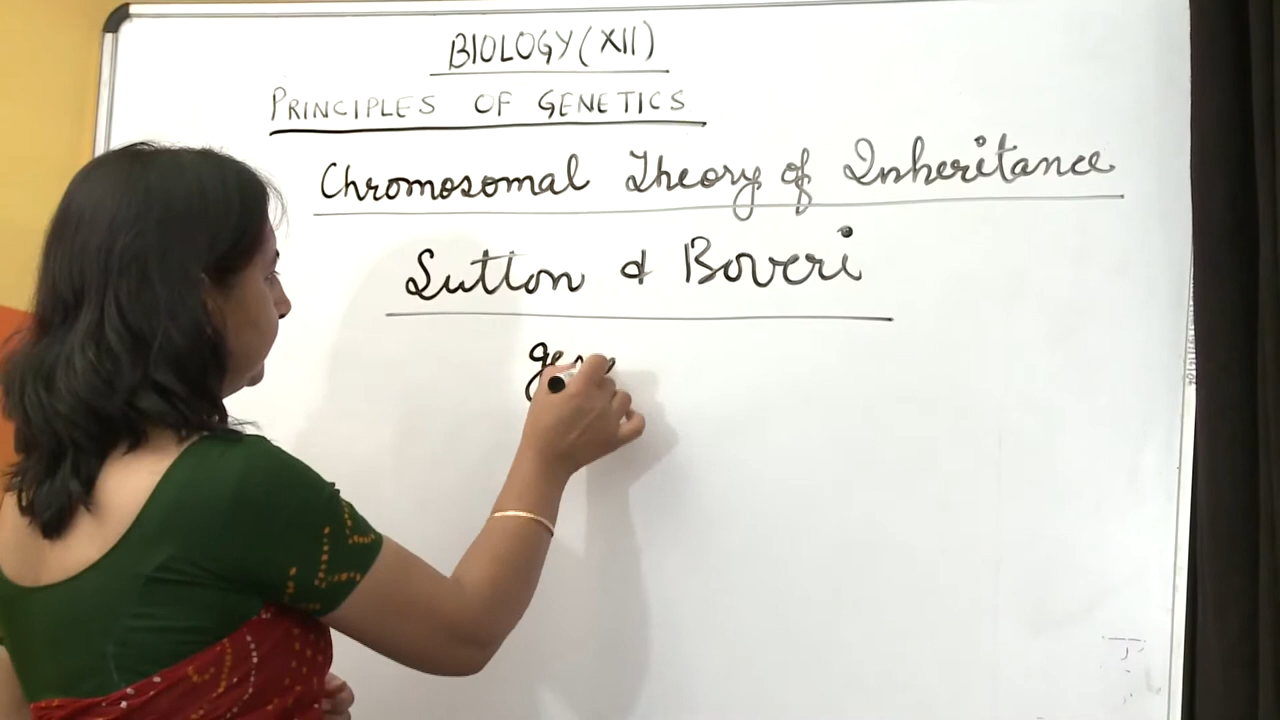 BIOLOGY (XII)
PRINCIPLES OF GENETICS
Chromosomal Theory of Inheritance
Sutton & Boveri